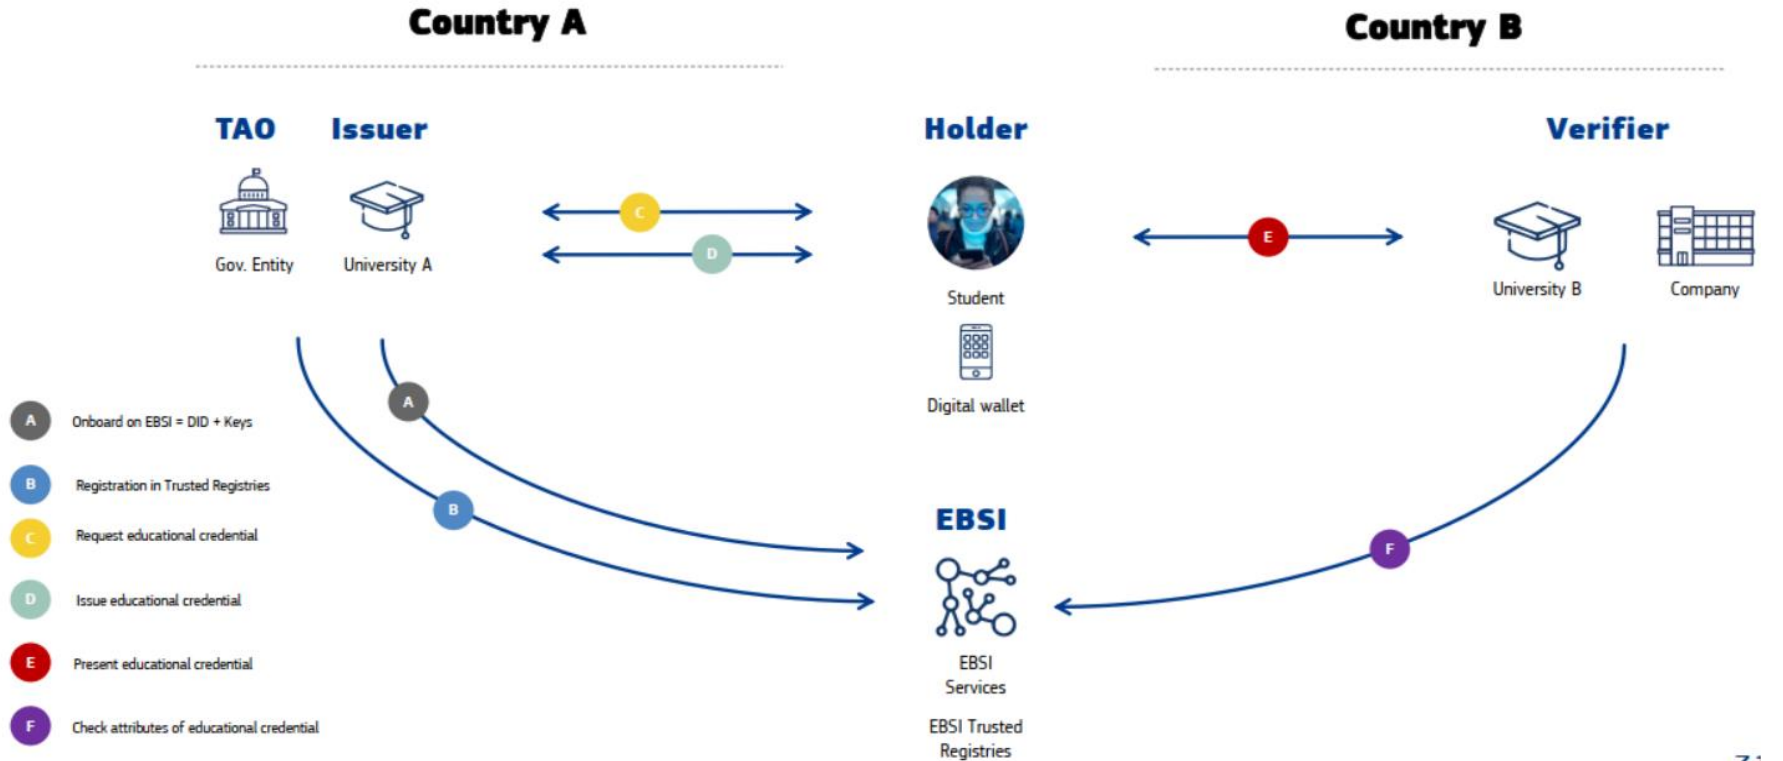 Country A
Country B
TAO
Issuer
Holder
Verifier
Gov. Entity
University A
C
D
E
Student
University B
Company
Digital wallet
A
B
F
A
Onboard on EBSI = DID + Keys
B
Registration in Trusted Registries
C
Request educational credential
D
Issue educational credential
E
Present educational credential
F
Check attributes of educational credential
EBSI
EBSI
Services
EBSI Trusted
Registries